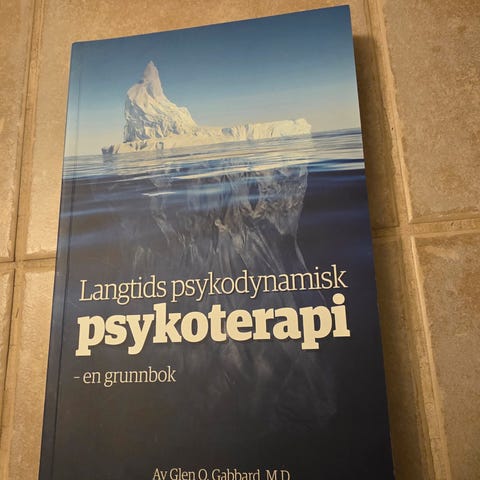 Langtids psykodynamisk
psykoterapi
– en grunnbok
Av Glen O. Gabbard, M.D.